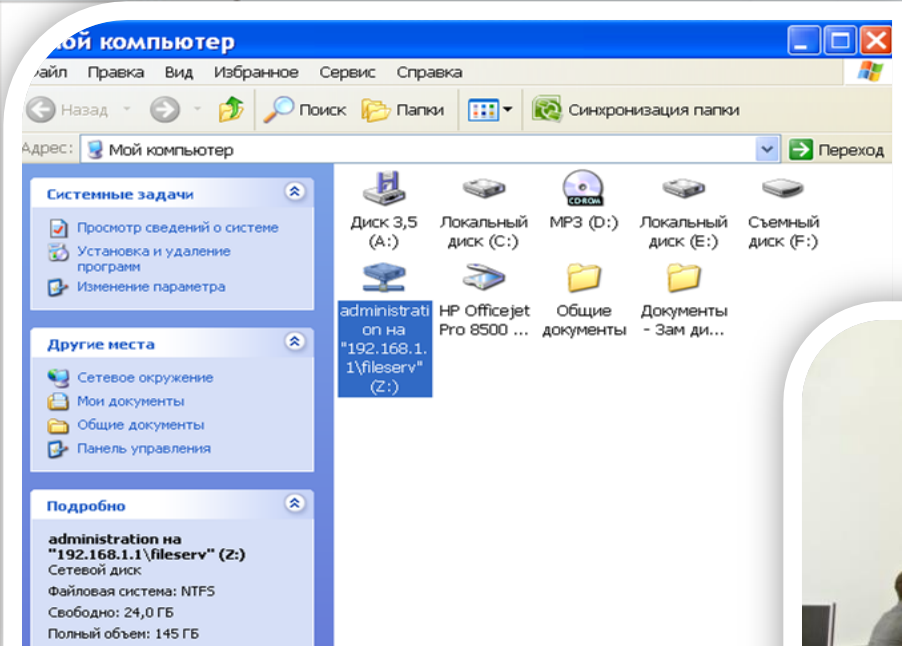 Мой компьютер
Файл Правка Вид Избранное Сервис Справка
Назад Поиск Папки Синхронизация папки
Адрес: Мой компьютер Переход
Системные задачи
Просмотр сведений о системе
Установка и удаление
программ
Изменение параметра
Другие места
Сетевое окружение
Мои документы
Общие документы
Панель управления
Подробно
administration на
"192.168.1.1\fileserv" (Z:)
Сетевой диск
Файловая система: NTFS
Свободно: 24,0 ГБ
Полный объем: 145 ГБ
Диск 3,5
(A:)
Локальный
диск (C:)
CD-ROM
MP3 (D:)
Локальный
диск (E:)
Съемный
диск (F:)
administrati
on на
"192.168.1.
1\fileserv"
(Z:)
HP Officejet
Pro 8500 ...
Общие
документы
Документы
- Зам ди...